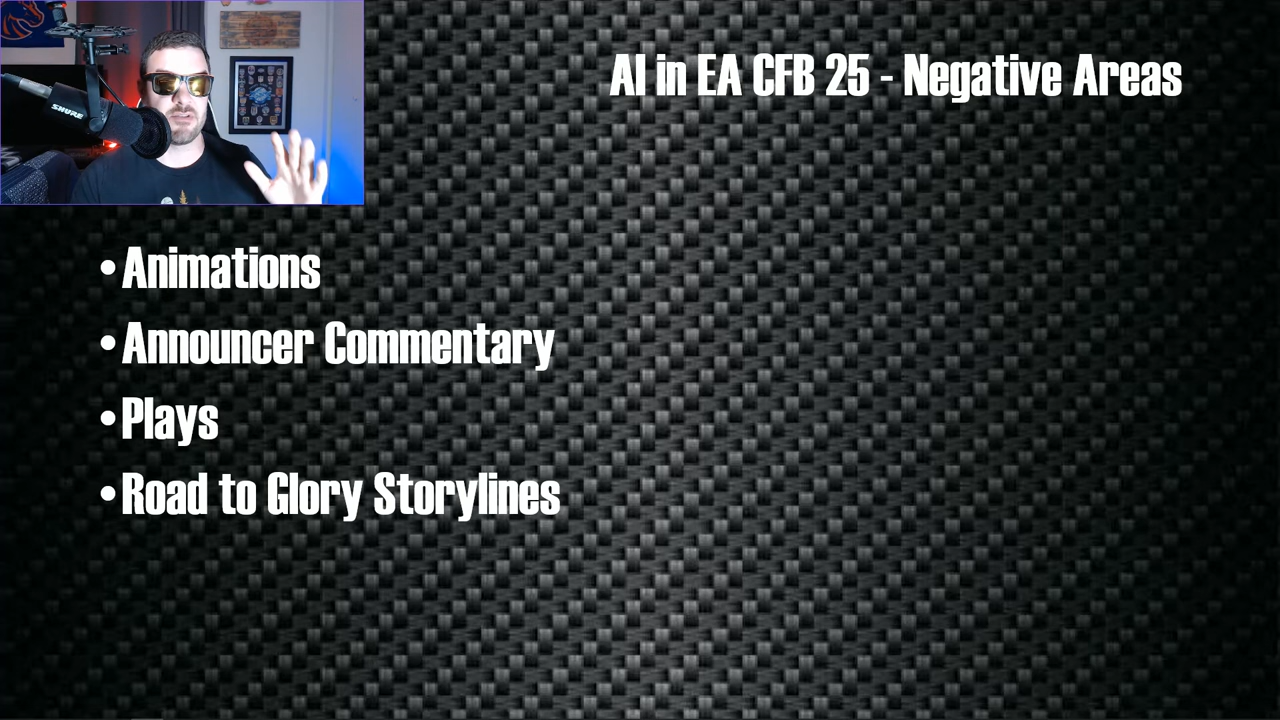 SHURE
AI in EA CFB 25 - Negative Areas
•Animations
•Announcer Commentary
•Plays
•Road to Glory Storylines